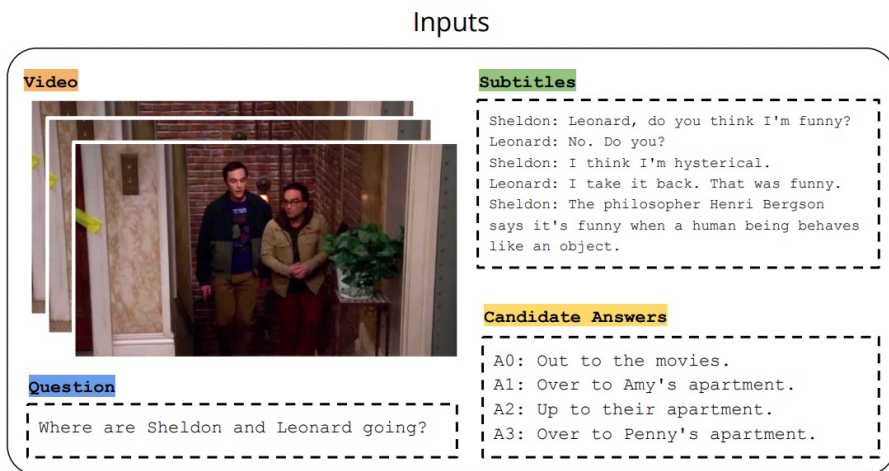 Inputs
Video
Subtitles
Sheldon: Leonard, do you think I'm funny?
Leonard: No. Do you?
Sheldon: I think I'm hysterical.
Leonard: I take it back. That was funny.
Sheldon: The philosopher Henri Bergson
says it's funny when a human being behaves
like an object.
Question
Where are Sheldon and Leonard going?
Candidate Answers
A0: Out to the movies.
A1: Over to Amy's apartment.
A2: Up to their apartment.
A3: Over to Penny's apartment.